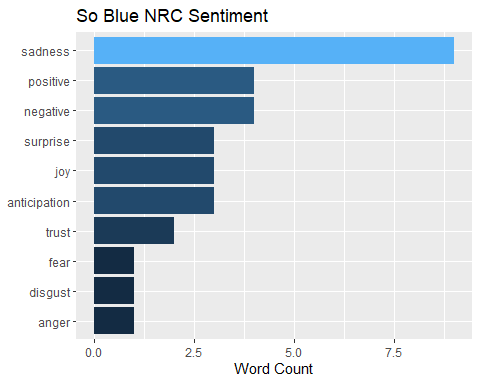 So Blue NRC Sentiment
sadness
positive
negative
surprise
joy
anticipation
trust
fear
disgust
anger
0.0 2.5 5.0 7.5
Word Count